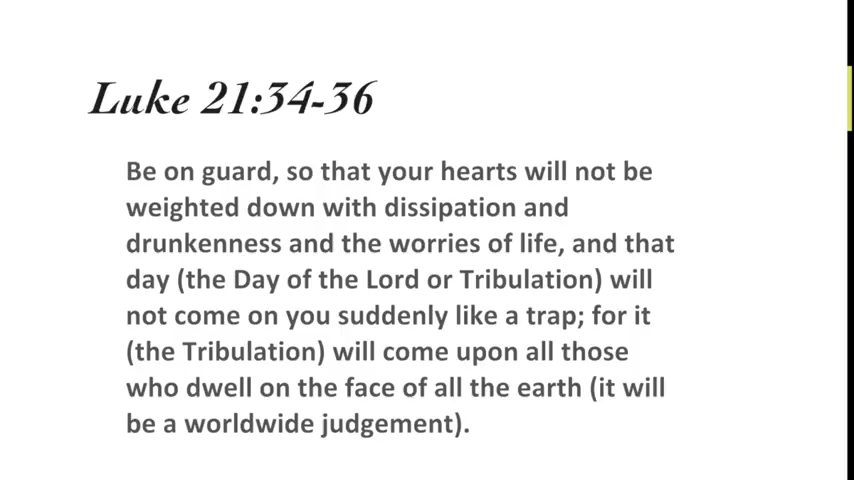 Luke 21:34-36
Be on guard, so that your hearts will not be
weighted down with dissipation and
drunkenness and the worries of life, and that
day (the Day of the Lord or Tribulation) will
not come on you suddenly like a trap; for it
(the Tribulation) will come upon all those
who dwell on the face of all the earth (it will
be a worldwide judgement).